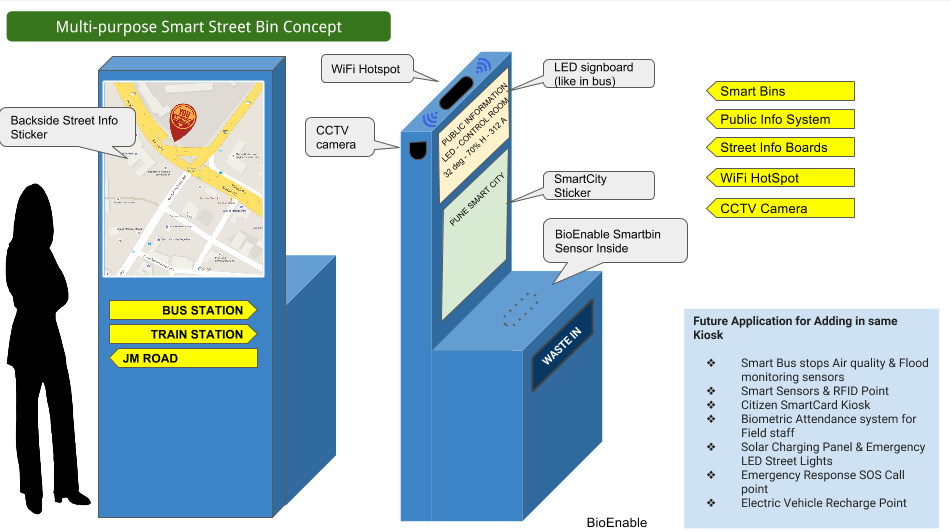 Multi-purpose Smart Street Bin Concept
Backside Street Info
Sticker
YOU
BUS STATION
TRAIN STATION
JM ROAD
WiFi Hotspot
CCTV
camera
LED signboard
(like in bus)
PUBLIC INFORMATION
LED - CONTROL ROOM
32 deg - 70% H - 312 A
SmartCity
Sticker
PUNE SMART CITY
BioEnable Smartbin
Sensor Inside
WASTE IN
Smart Bins
Public Info System
Street Info Boards
WiFi HotSpot
CCTV Camera
Future Application for Adding in same
Kiosk
❖ Smart Bus stops Air quality & Flood
monitoring sensors
❖ Smart Sensors & RFID Point
❖ Citizen SmartCard Kiosk
❖ Biometric Attendance system for
Field staff
❖ Solar Charging Panel & Emergency
LED Street Lights
❖ Emergency Response SOS Call
point
❖ Electric Vehicle Recharge Point
BioEnable